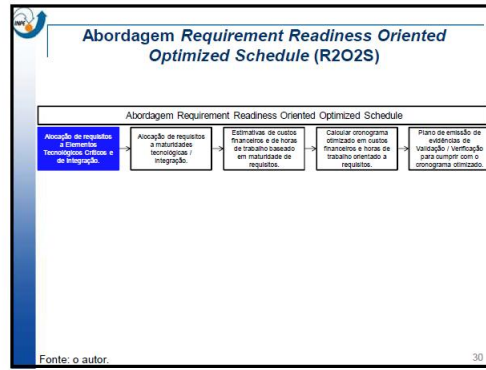 INPE
Abordagem Requirement Readiness Oriented
Optimized Schedule (R2O2S)
Abordagem Requirement Readiness Oriented Optimized Schedule
Alocação de requisitos
a Elementos
Tecnológicos Críticos e
de Integração.
Alocação de requisitos
a maturidades
tecnológicas /
integração.
Estimativas de custos
financeiros e de horas
de trabalho baseado
em maturidade de
requisitos.
Calcular cronograma
otimizado em custos
financeiros e horas de
trabalho orientado a
requisitos.
Plano de emissão de
evidências de
Validação / Verificação
para cumprir com o
cronograma otimizado.
Fonte: o autor.
30